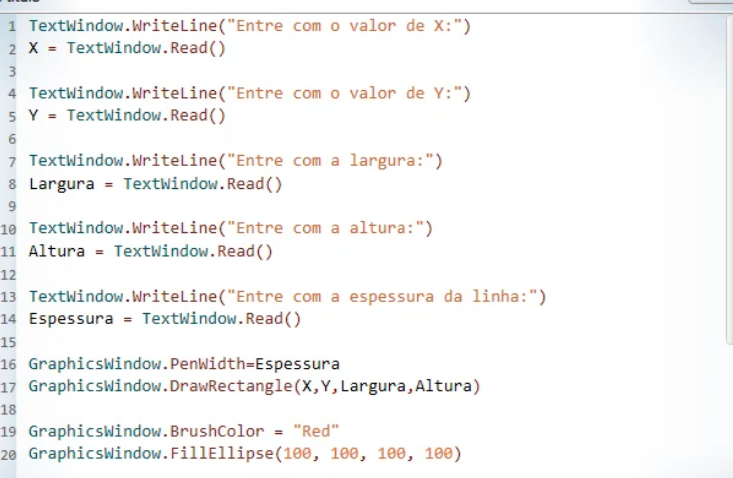 1 TextWindow.WriteLine("Entre com o valor de X:")
2 X = TextWindow.Read()
3
4 TextWindow.WriteLine("Entre com o valor de Y:")
5 Y = TextWindow.Read()
6
7 TextWindow.WriteLine("Entre com a largura:")
8 Largura = TextWindow.Read()
9
10 TextWindow.WriteLine("Entre com a altura:")
11 Altura = TextWindow.Read()
12
13 TextWindow.WriteLine("Entre com a espessura da linha:")
14 Espessura = TextWindow.Read()
15
16 GraphicsWindow.PenWidth=Espessura
17 GraphicsWindow.DrawRectangle(X,Y,Largura,Altura)
18
19 GraphicsWindow.BrushColor = "Red"
20 GraphicsWindow.FillEllipse(100, 100, 100, 100)